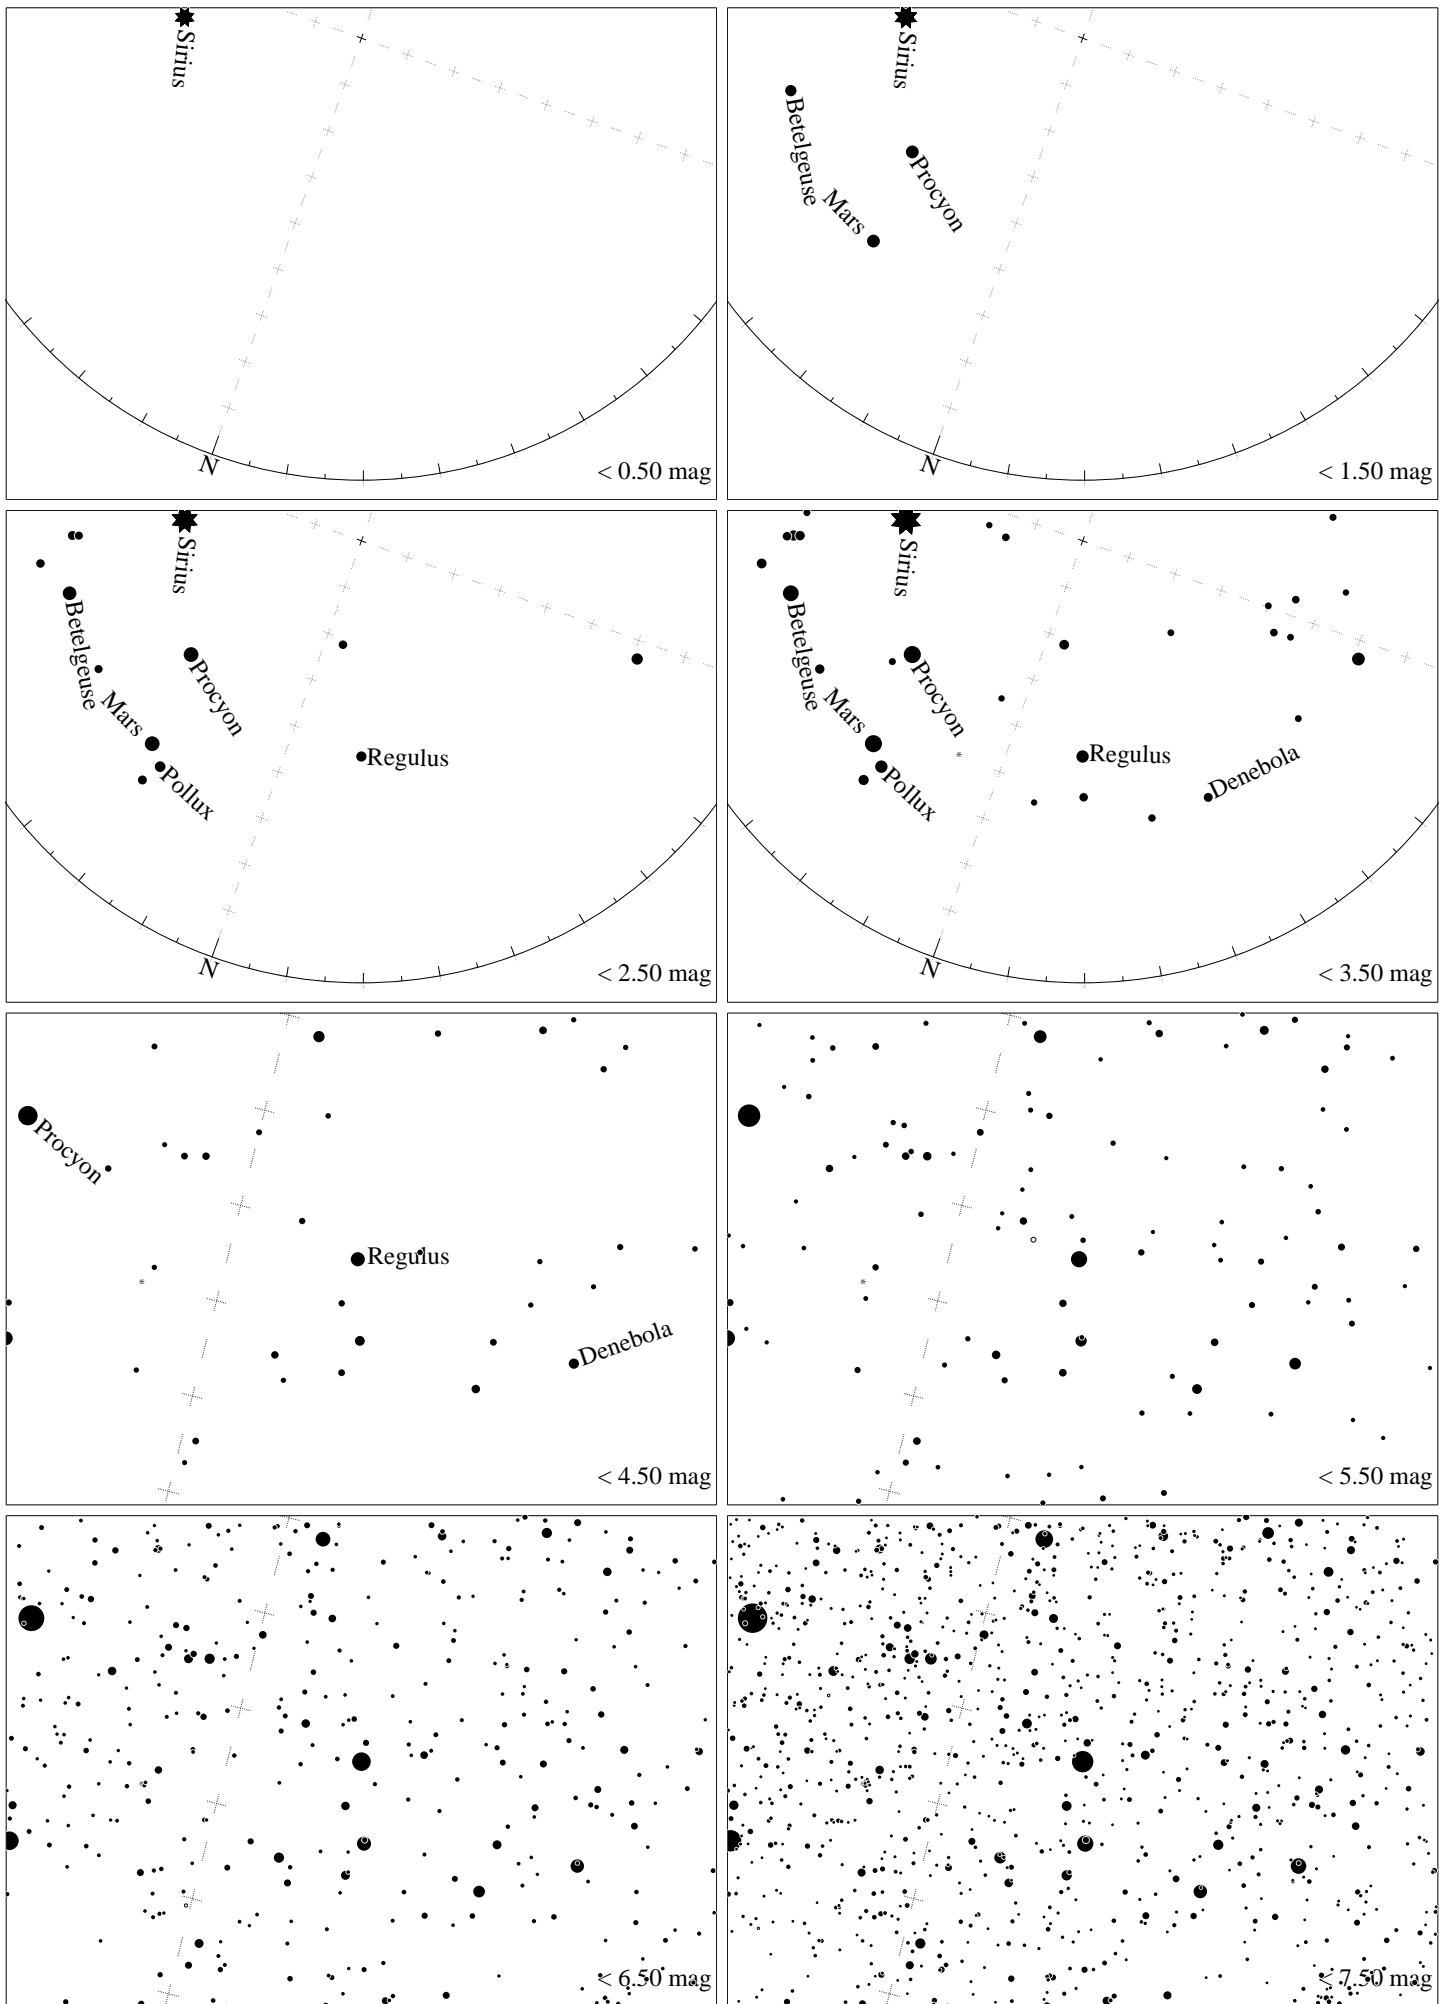 Sirius
N
< 0.50 mag
Sirius
Betelgeuse
Procyon
Mars
N
< 1.50 mag
Sirius
Betelgeuse
Procyon
Mars
Regulus
Pollux
N
< 2.50 mag
Sirius
Betelgeuse
Procyon
Mars
Regulus
Denebola
Pollux
N
< 3.50 mag
Procyon
Regulus
Denebola
< 4.50 mag
< 5.50 mag
< 6.50 mag
< 7.50 mag